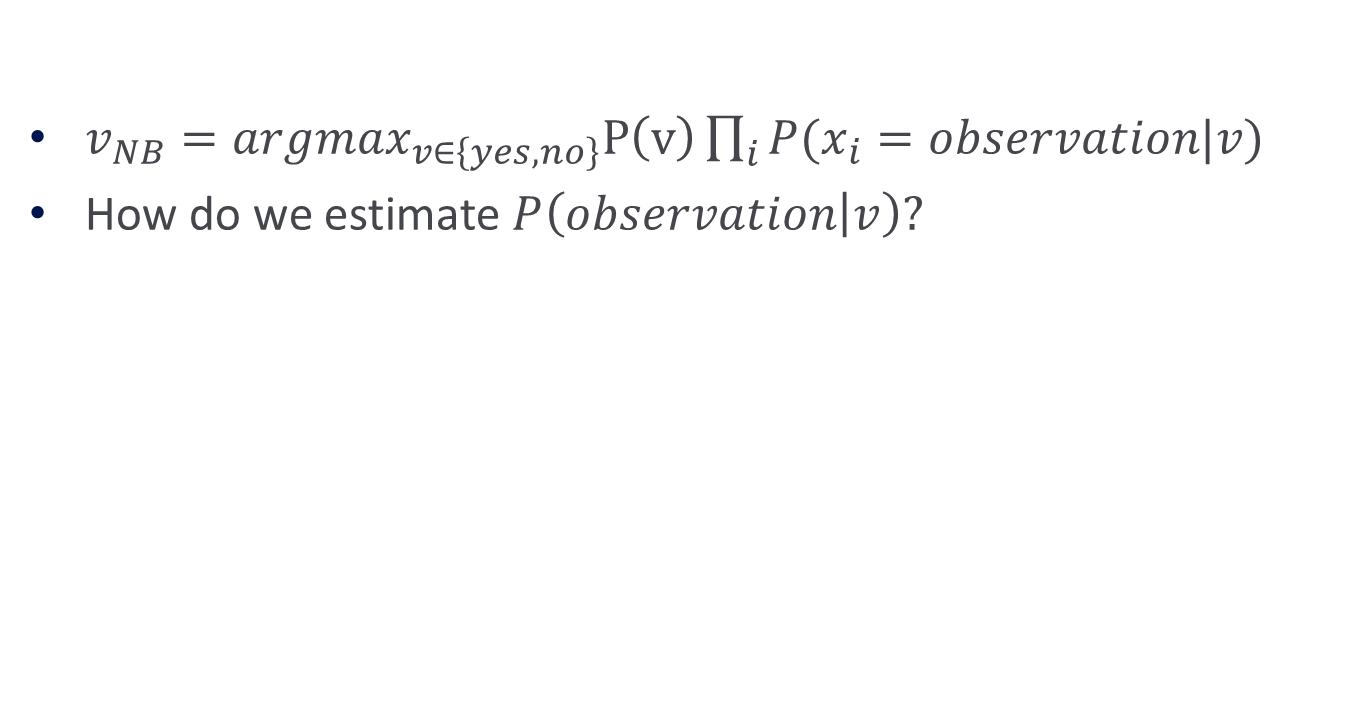 • v_NB = argmax_{v∈{yes,no}} P(v) ∏_i P(x_i = observation|v)
• How do we estimate P(observation|v)?